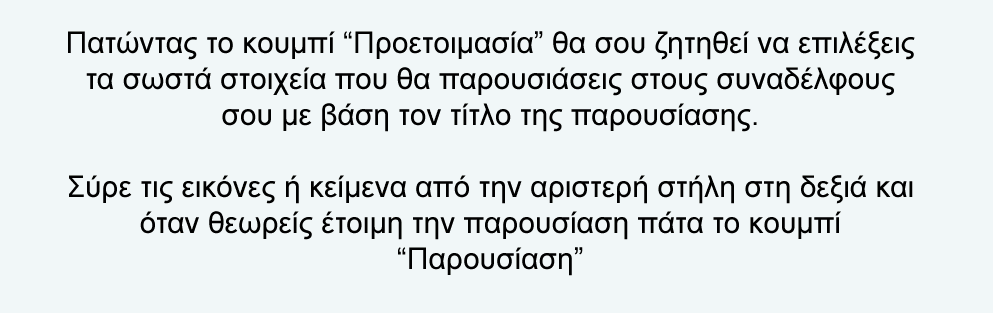 Πατώντας το κουμπί “Προετοιμασία” θα σου ζητηθεί να επιλέξεις
τα σωστά στοιχεία που θα παρουσιάσεις στους συναδέλφους
σου με βάση τον τίτλο της παρουσίασης.
Σύρε τις εικόνες ή κείμενα από την αριστερή στήλη στη δεξιά και
όταν θεωρείς έτοιμη την παρουσίαση πάτα το κουμπί
“Παρουσίαση”